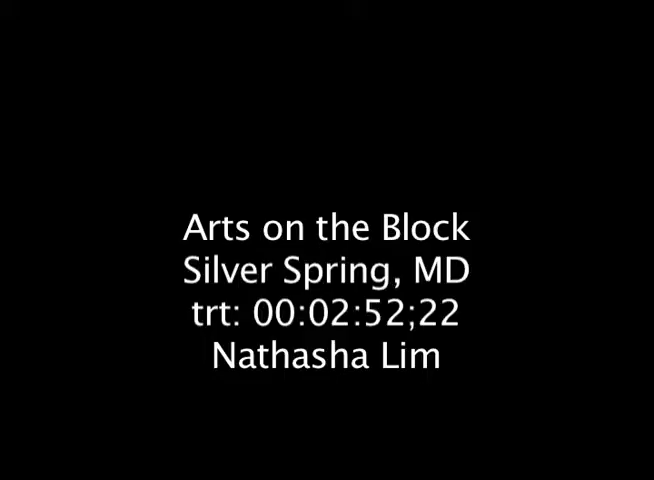 Arts on the Block
Silver Spring, MD
trt: 00:02:52;22
Nathasha Lim